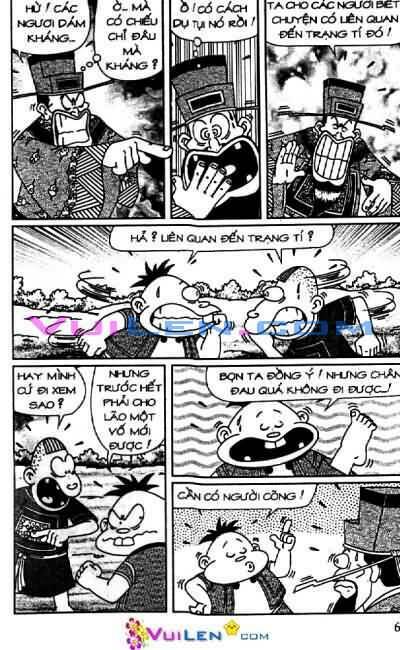 HỪ ! CÁC
NGƯƠI DÁM
KHÁNG...
Ờ... MÀ
CÓ CHIẾU
CHỈ ĐÂU
MÀ
KHÁNG ?
Ồ ! CÓ CÁCH
DỤ TỤI NÓ RỒI !
TA CHO CÁC NGƯƠI BIẾT
CHUYỆN CÓ LIÊN QUAN
ĐẾN TRẠNG TÍ ĐÓ !
HẢ ? LIÊN QUAN ĐẾN TRẠNG TÍ ?
VUILEN.COM
HAY MÌNH
CỨ ĐI XEM
SAO ?
NHƯNG
TRƯỚC HẾT
PHẢI CHO
LÃO MỘT
VỐ MỚI
ĐƯỢC !
BỌN TA ĐỒNG Ý ! NHƯNG CHÂN
ĐAU QUÁ KHÔNG ĐI ĐƯỢC...!
CẦN CÓ NGƯỜI CÕNG !
6
VUILEN.COM